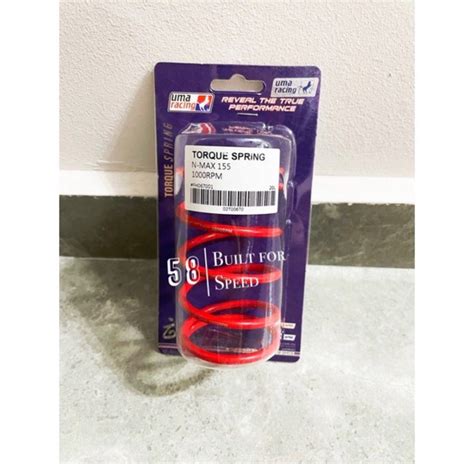 uma
racing
uma
racing
REVEAL THE TRUE
PERFORMANCE
TORQUE SPRING
TORQUE SPRING
N-MAX 155
1000RPM
58
BUILT FOR
SPEED